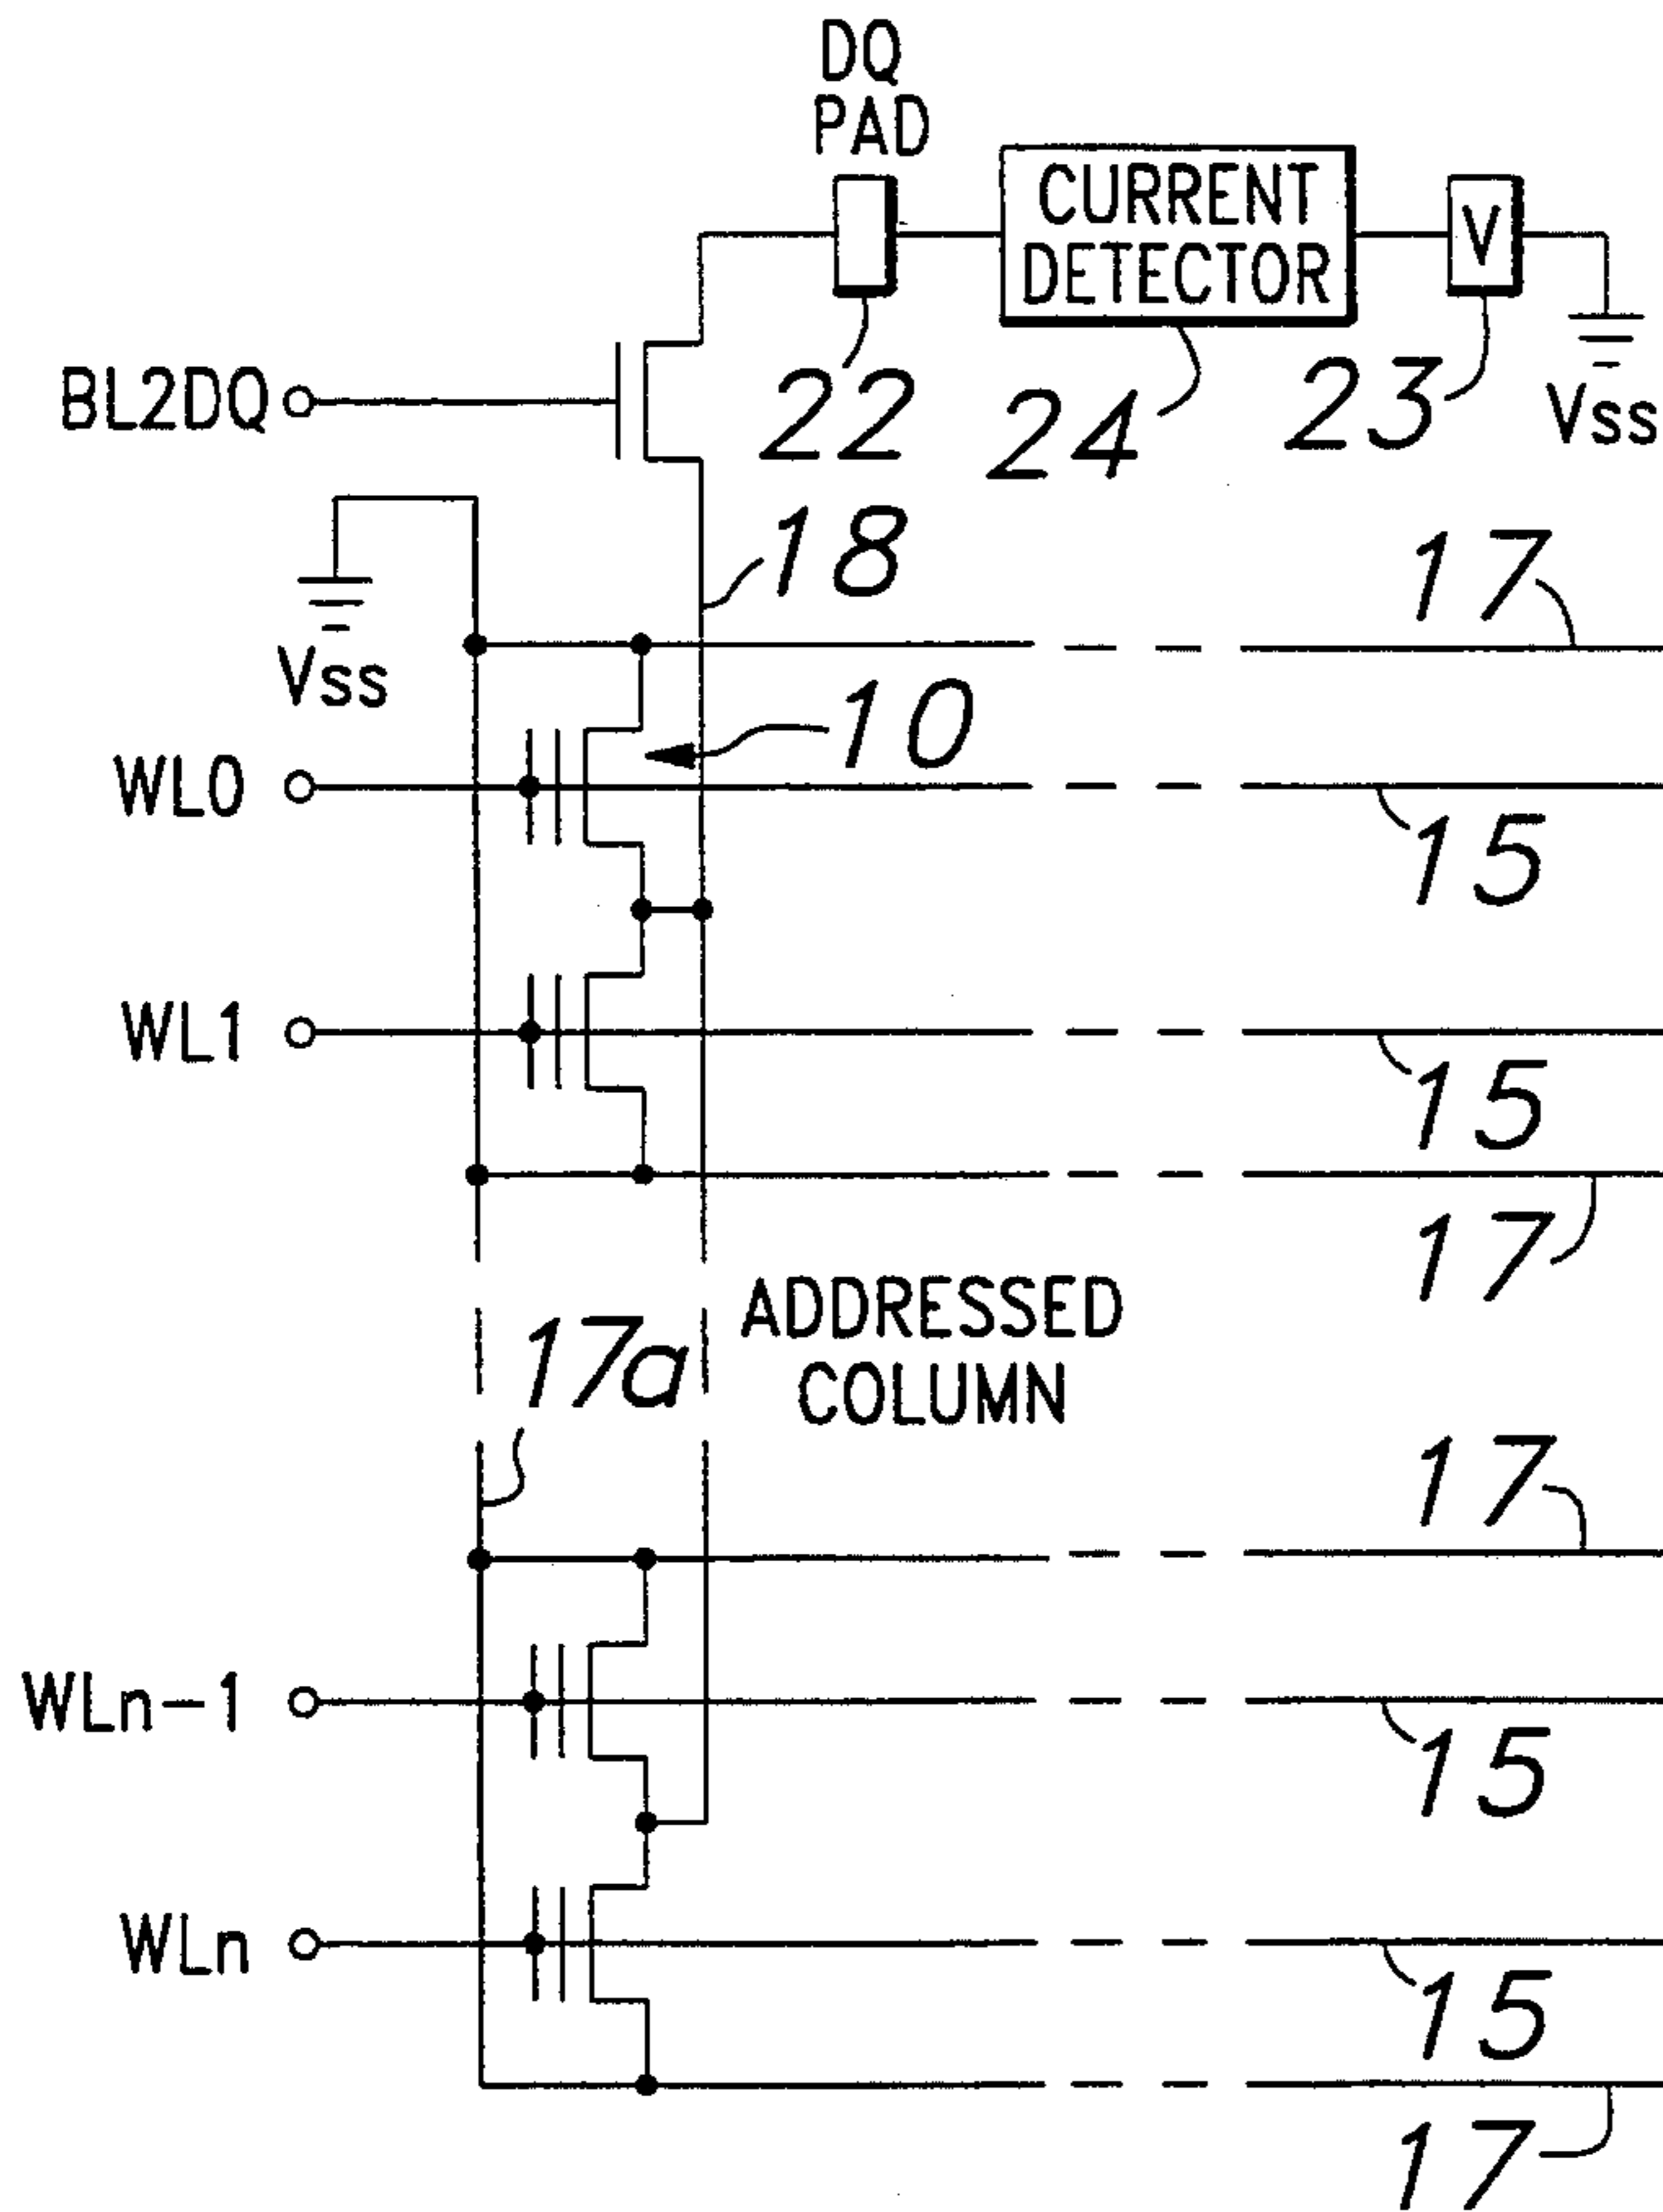 DQ
PAD
CURRENT
DETECTOR
V
BL2DQ
22
24
23
Vss
18
17
Vss
10
WL0
15
WL1
15
17
ADDRESSED
COLUMN
17a
17
WLn-1
15
WLn
15
17